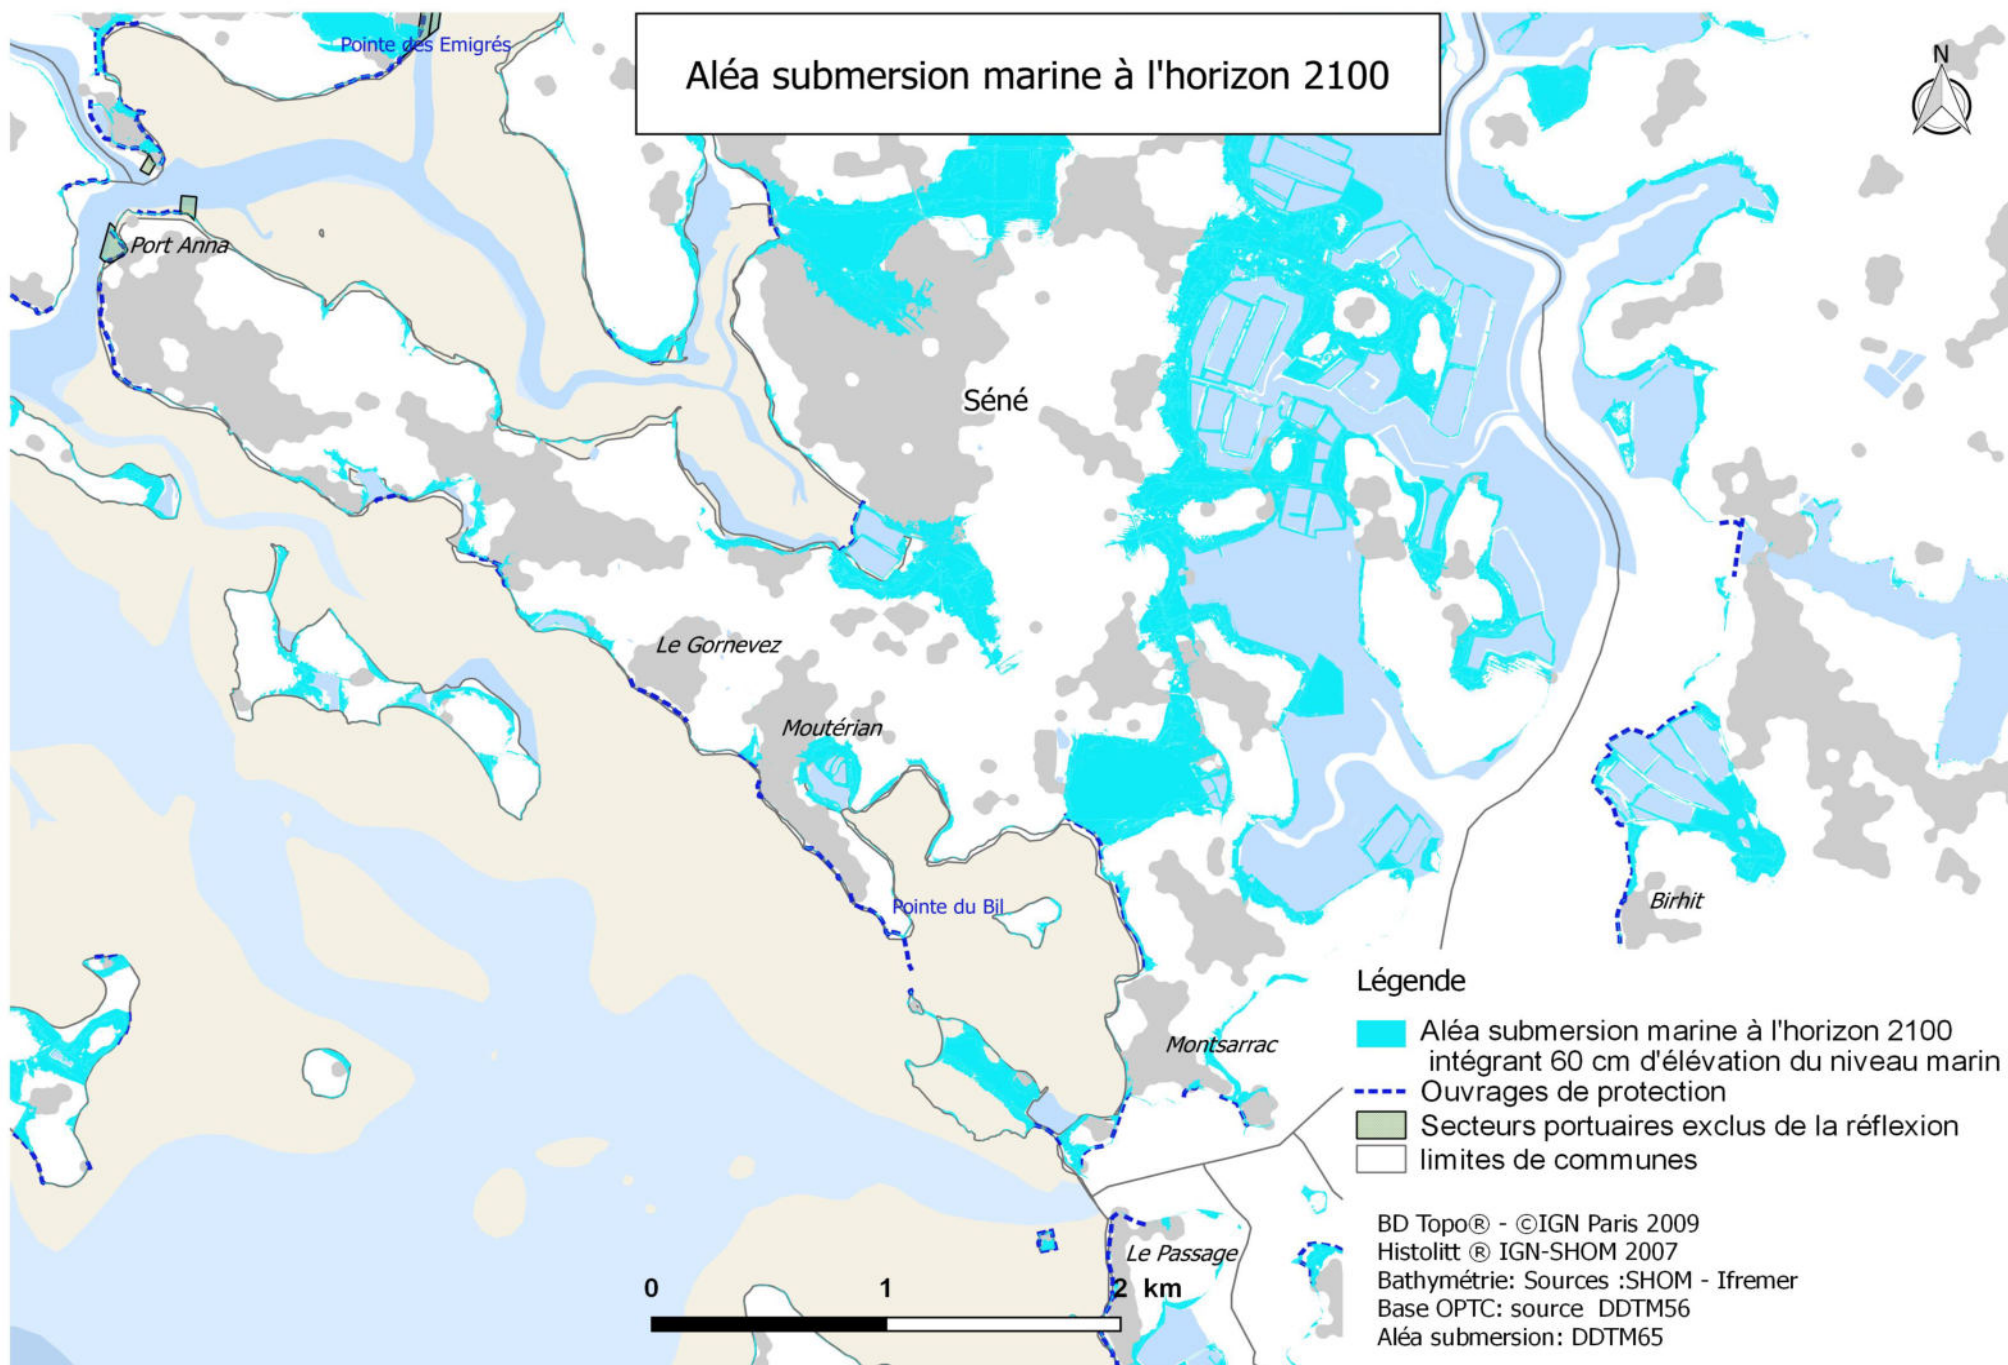 Pointe des Emigrés
Aléa submersion marine à l'horizon 2100
N
Port Anna
Séné
Le Gornevez
Moutérian
Pointe du Bil
Birhit
Montsarrac
Le Passage
0 1 2 km
Légende
Aléa submersion marine à l'horizon 2100
intégrant 60 cm d'élévation du niveau marin
Ouvrages de protection
Secteurs portuaires exclus de la réflexion
limites de communes
BD Topo® - ©IGN Paris 2009
Histolitt ® IGN-SHOM 2007
Bathymétrie: Sources :SHOM - Ifremer
Base OPTC: source DDTM56
Aléa submersion: DDTM65